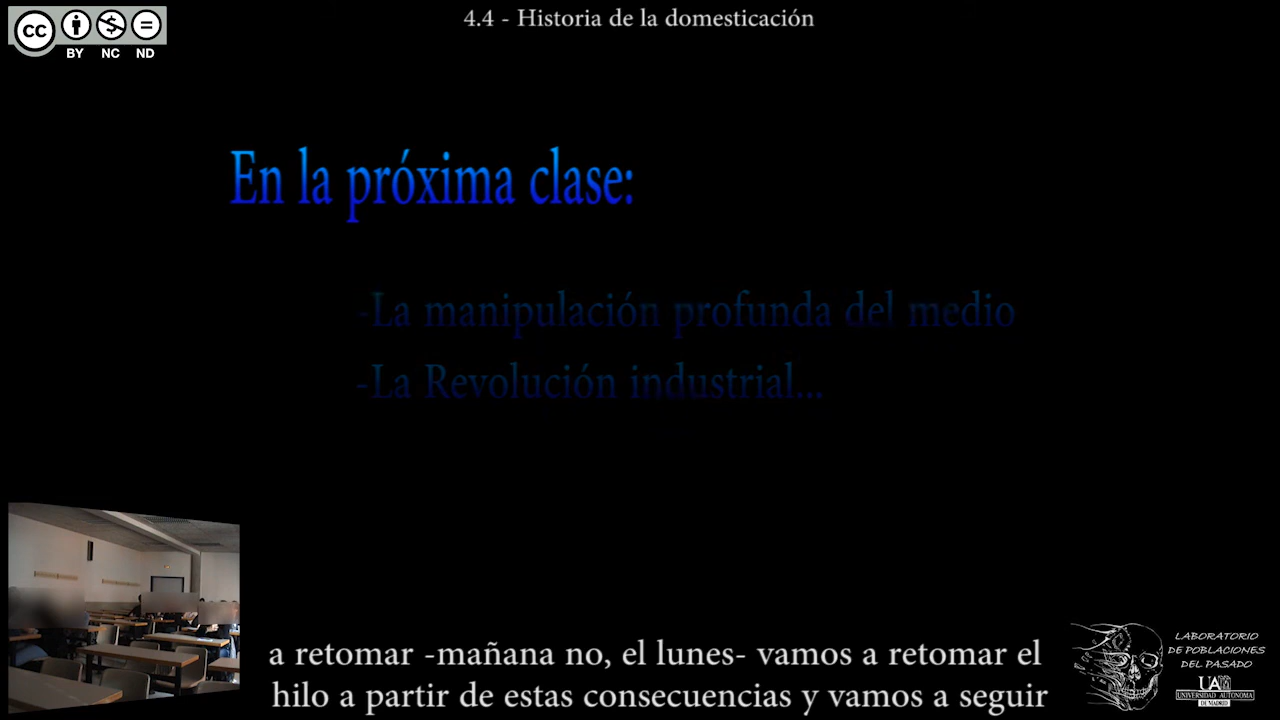 4.4 - Historia de la domesticación
cc
BY NC ND
En la próxima clase:
-La manipulación profunda del medio
-La Revolución industrial...
a retomar -mañana no, el lunes- vamos a retomar el
hilo a partir de estas consecuencias y vamos a seguir
LABORATORIO
DE POBLACIONES
DEL PASADO
UAM
UNIVERSIDAD AUTONOMA
DE MADRID